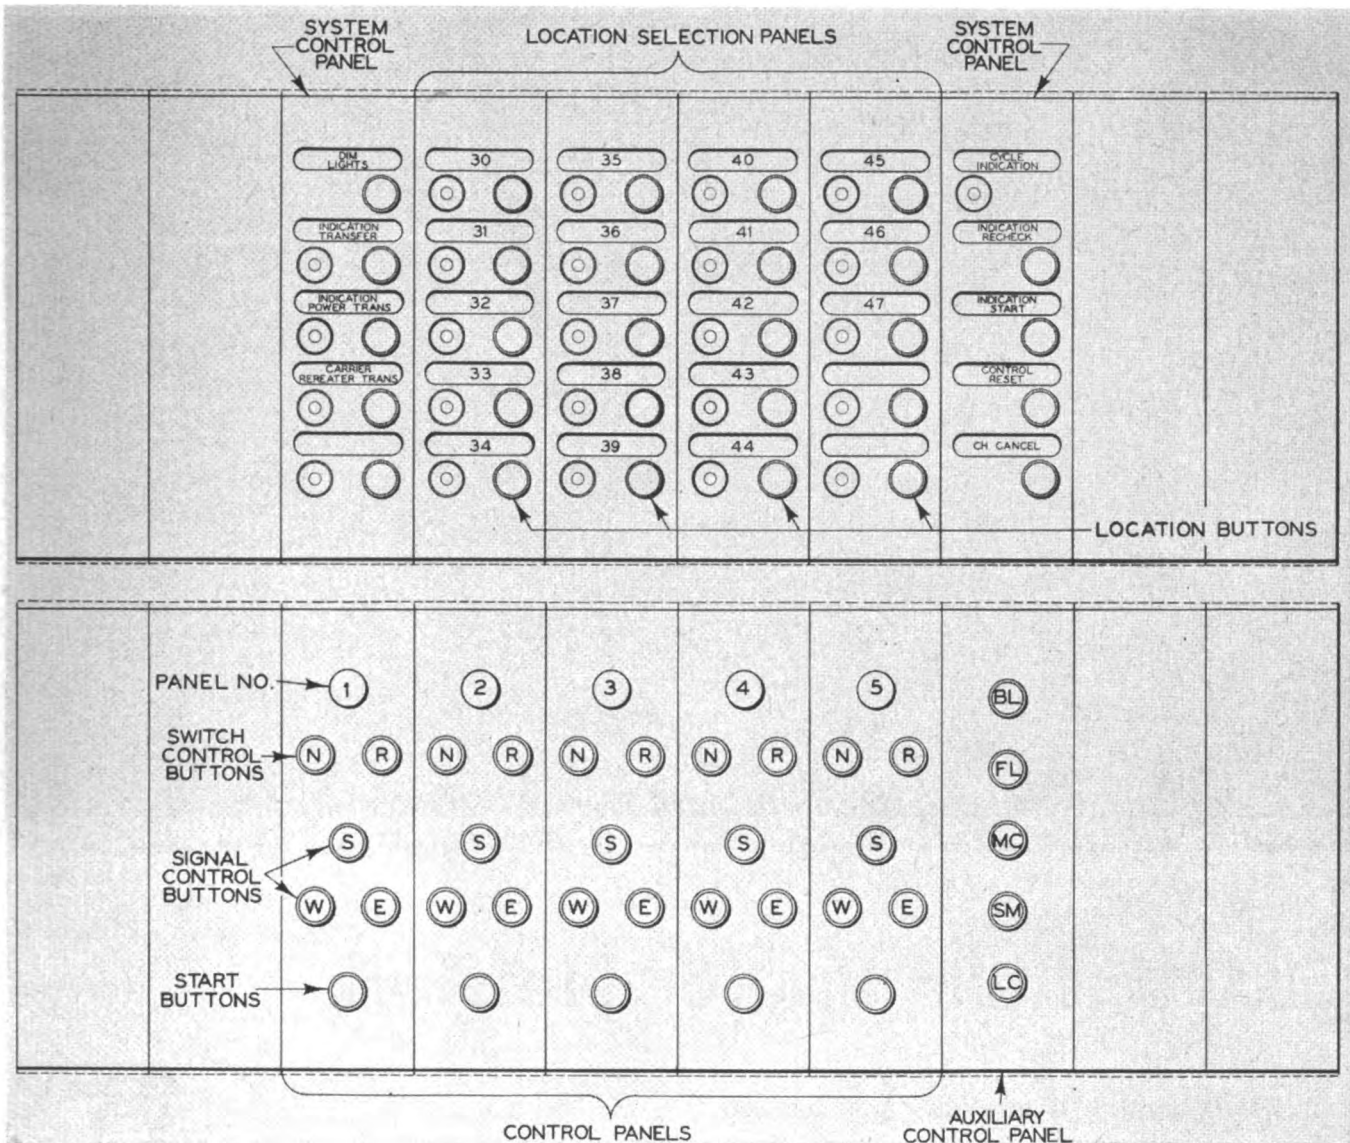 SYSTEM
CONTROL
PANEL
LOCATION SELECTION PANELS
SYSTEM
CONTROL
PANEL
DIM
LIGHTS
30
35
40
45
CYCLE
INDICATION
INDICATION
TRANSFER
31
36
41
46
INDICATION
RECHECK
INDICATION
POWER TRANS
32
37
42
47
INDICATION
START
CARRIER
REREATER TRANS
33
38
43
CONTROL
RESET
34
39
44
CH CANCEL
LOCATION BUTTONS
PANEL NO.
1
2
3
4
5
BL
SWITCH
CONTROL
BUTTONS
N R N R N R N R N R
FL
SIGNAL
CONTROL
BUTTONS
S S S S S
MC
W E W E W E W E W E
SM
START
BUTTONS
LC
CONTROL PANELS
AUXILIARY
CONTROL PANEL